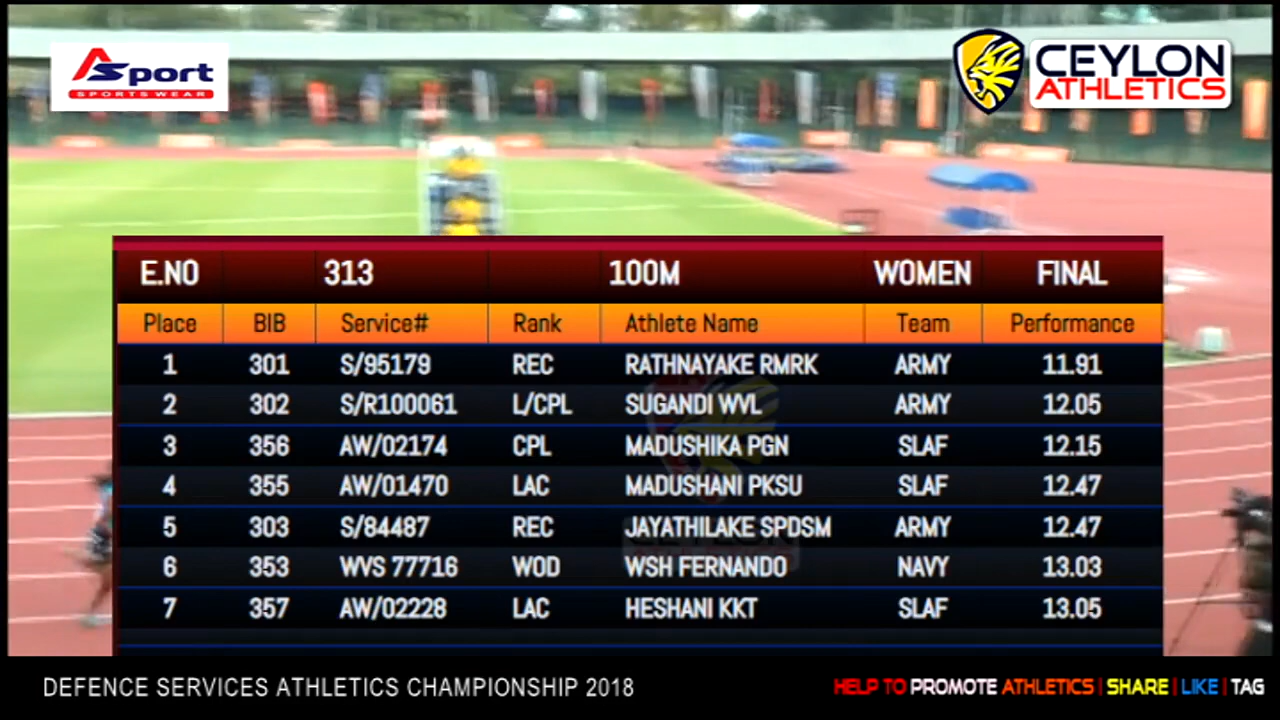 Asport
SPORTS WEAR
CEYLON
ATHLETICS
E.NO 313 100M WOMEN FINAL
Place BIB Service# Rank Athlete Name Team Performance
1 301 S/95179 REC RATHNAYAKE RMRK ARMY 11.91
2 302 S/R100061 L/CPL SUGANDI WVL ARMY 12.05
3 356 AW/02174 CPL MADUSHIKA PGN SLAF 12.15
4 355 AW/01470 LAC MADUSHANI PKSU SLAF 12.47
5 303 S/84487 REC JAYATHILAKE SPDSM ARMY 12.47
6 353 WVS 77716 WOD WSH FERNANDO NAVY 13.03
7 357 AW/02228 LAC HESHANI KKT SLAF 13.05
DEFENCE SERVICES ATHLETICS CHAMPIONSHIP 2018
HELP TO PROMOTE ATHLETICS | SHARE | LIKE | TAG